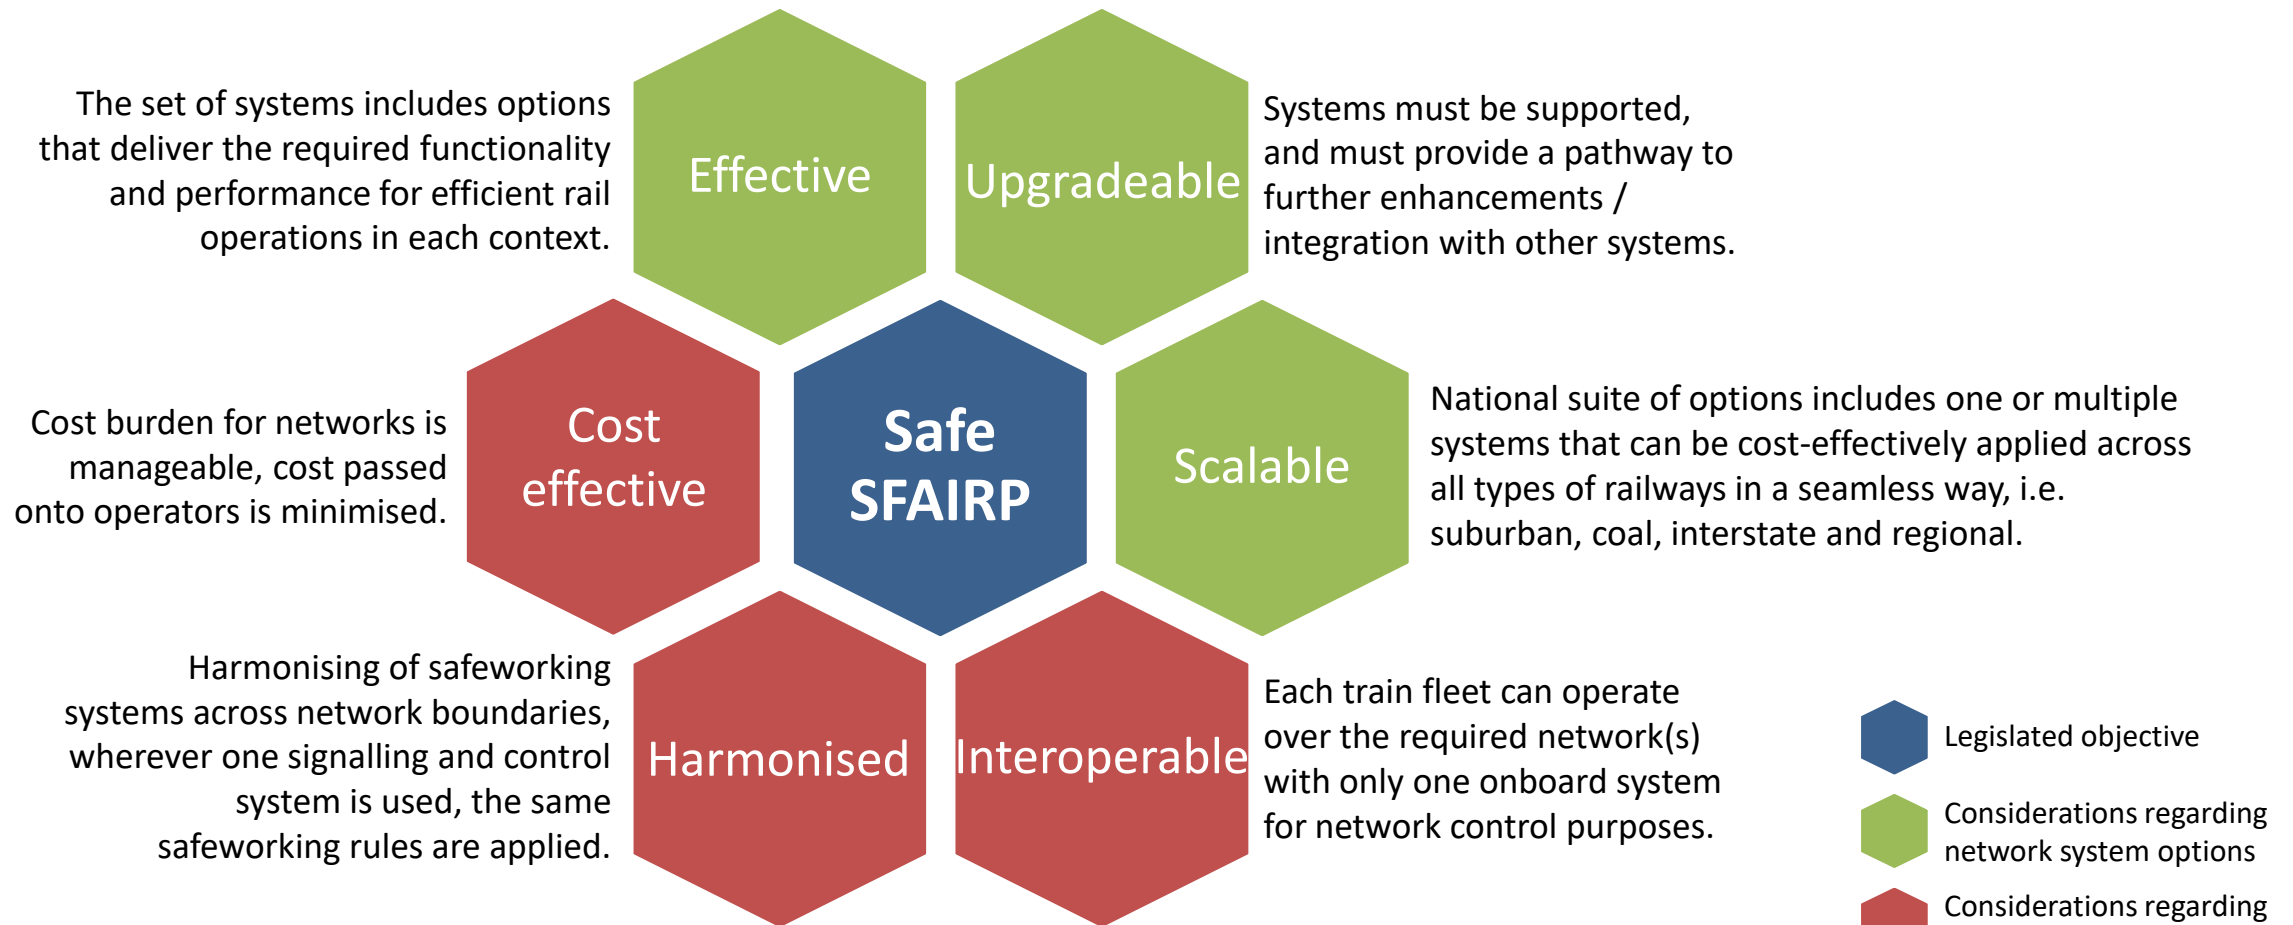 The set of systems includes options
that deliver the required functionality
and performance for efficient rail
operations in each context.
Effective
Upgradeable
Systems must be supported,
and must provide a pathway to
further enhancements /
integration with other systems.
Cost burden for networks is
manageable, cost passed
onto operators is minimised.
Cost
effective
Safe
SFAIRP
Scalable
National suite of options includes one or multiple
systems that can be cost-effectively applied across
all types of railways in a seamless way, i.e.
suburban, coal, interstate and regional.
Harmonising of safeworking
systems across network boundaries,
wherever one signalling and control
system is used, the same
safeworking rules are applied.
Harmonised
Interoperable
Each train fleet can operate
over the required network(s)
with only one onboard system
for network control purposes.
Legislated objective
Considerations regarding
network system options
Considerations regarding